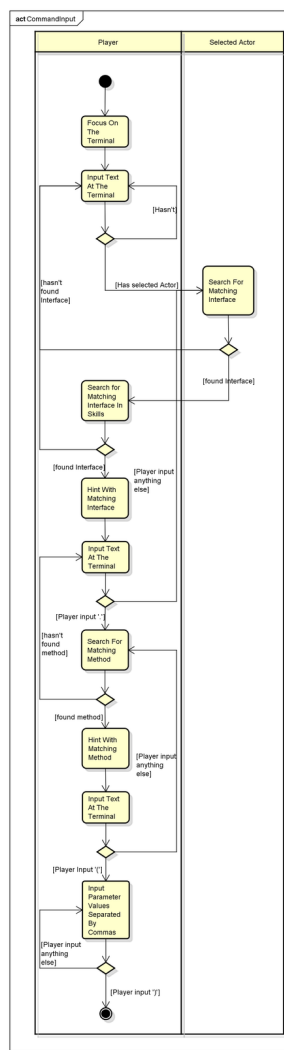 act CommandInput
Player
Selected Actor
Focus On
The
Terminal
Input Text
At The
Terminal
[Hasn't]
[hasn't
found
Interface]
[Has selected Actor]
Search For
Matching
Interface
[found Interface]
Search for
Matching
Interface In
Skills
[found Interface]
[Player input
anything
else]
Hint With
Matching
Interface
Input Text
At The
Terminal
[Player input '.']
[hasn't
found
method]
Search For
Matching
Method
[found method]
Hint With
Matching
Method
[Player input
anything
else]
Input Text
At The
Terminal
[Player Input '(']
Input
Parameter
Values
Separated
By
Commas
[Player input
anything
else]
[Player input ')']